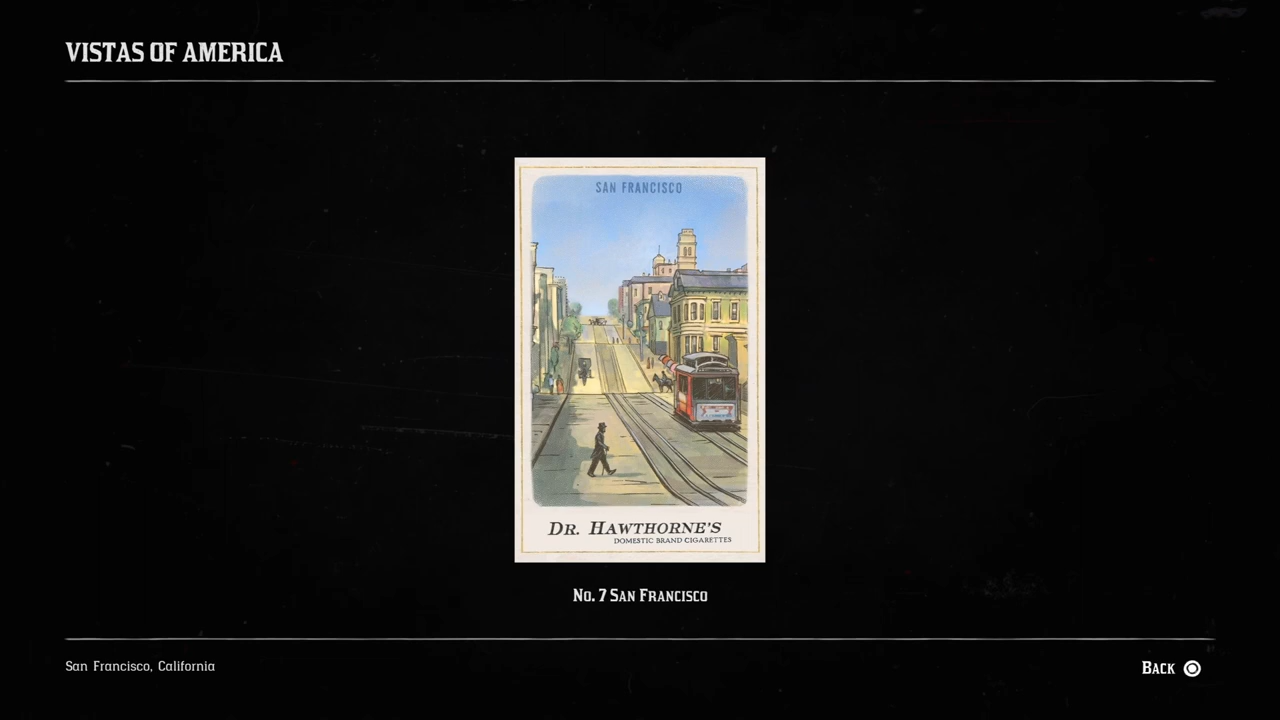 VISTAS OF AMERICA
SAN FRANCISCO
DR. HAWTHORNE'S
DOMESTIC BRAND CIGARETTES
No. 7 San Francisco
San Francisco, California
Back